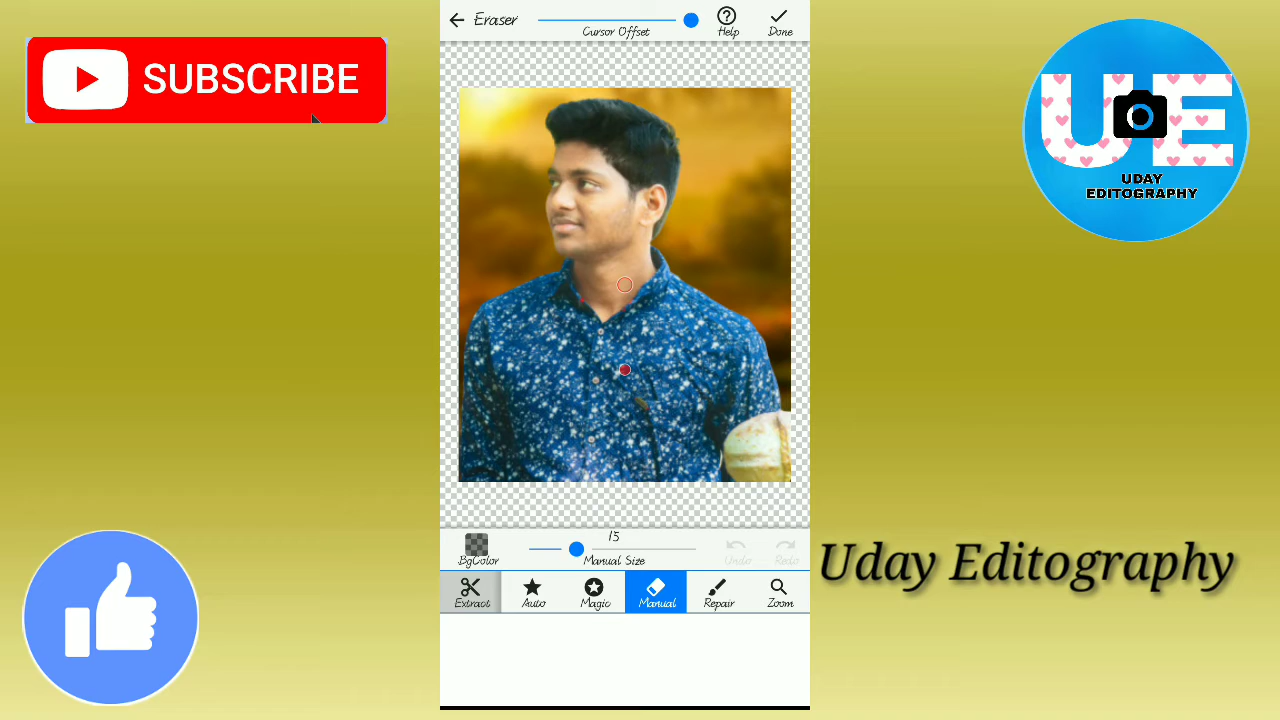 Eraser
Cursor Offset
Help
Done
SUBSCRIBE
UE
UDAY
EDITOGRAPHY
15
BgColor
Manual Size
Undo
Redo
Extract
Auto
Magic
Manual
Repair
Zoom
Uday Editography